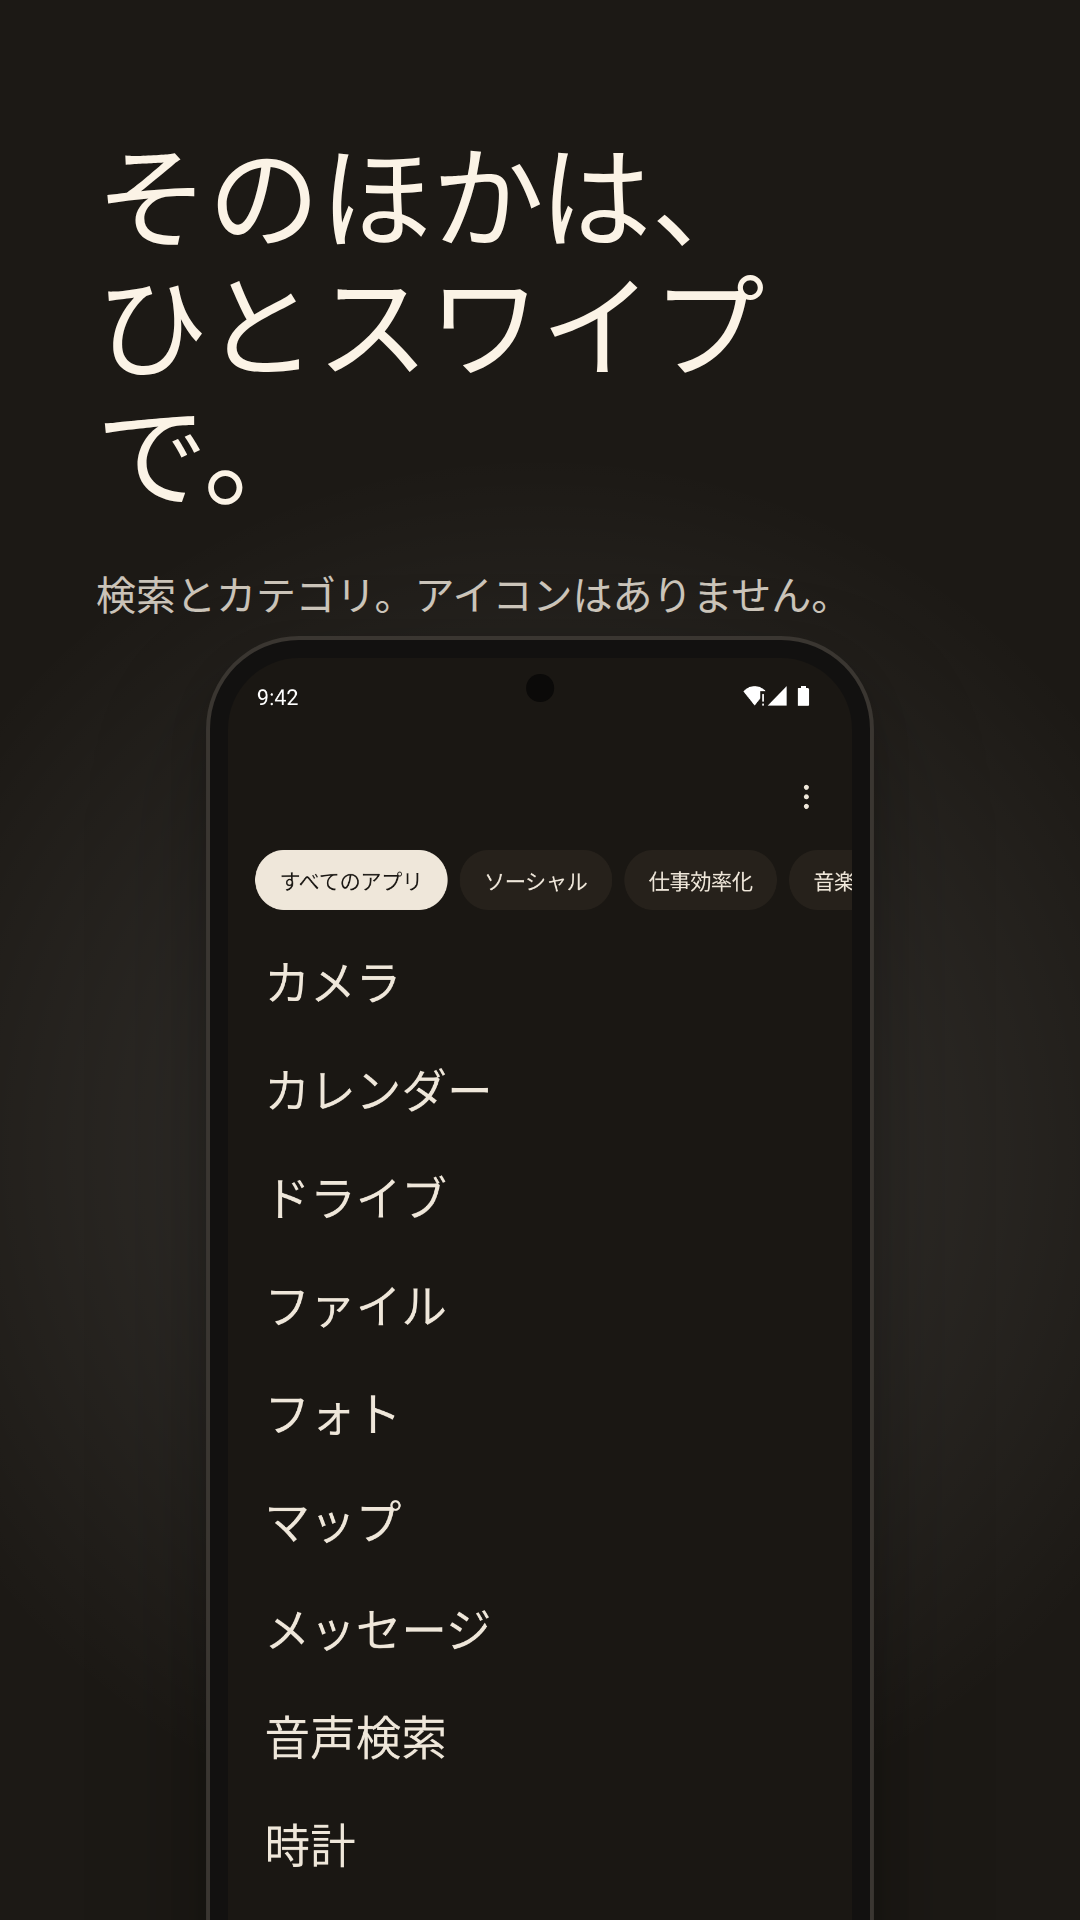 そのほかは、
ひとスワイプ
で。
検索とカテゴリ。アイコンはありません。
9:42
すべてのアプリ ソーシャル 仕事効率化 音楽
カメラ
カレンダー
ドライブ
ファイル
フォト
マップ
メッセージ
音声検索
時計